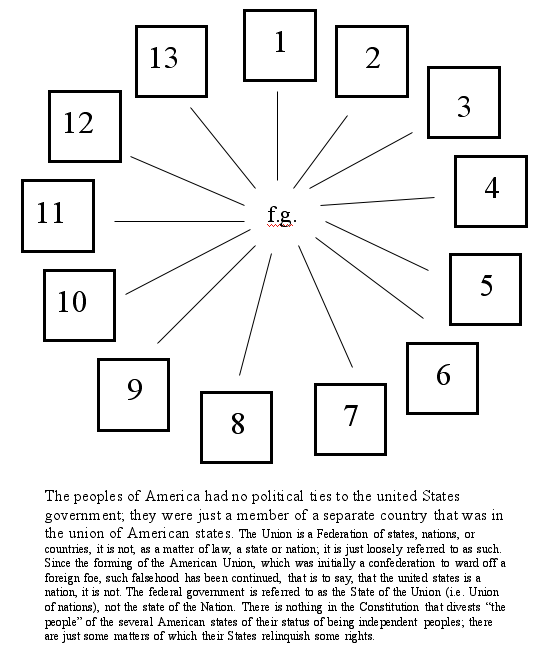 1
13
2
3
12
4
11
f.g.
5
10
6
9
7
8
The peoples of America had no political ties to the united States
government; they were just a member of a separate country that was in
the union of American states. The Union is a Federation of states, nations, or
countries, it is not, as a matter of law, a state or nation; it is just loosely referred to as such.
Since the forming of the American Union, which was initially a confederation to ward off a
foreign foe, such falsehood has been continued, that is to say, that the united states is a
nation, it is not. The federal government is referred to as the State of the Union (i.e. Union
of nations), not the state of the Nation. There is nothing in the Constitution that divests “the
people” of the several American states of their status of being independent peoples; there
are just some matters of which their States relinquish some rights.